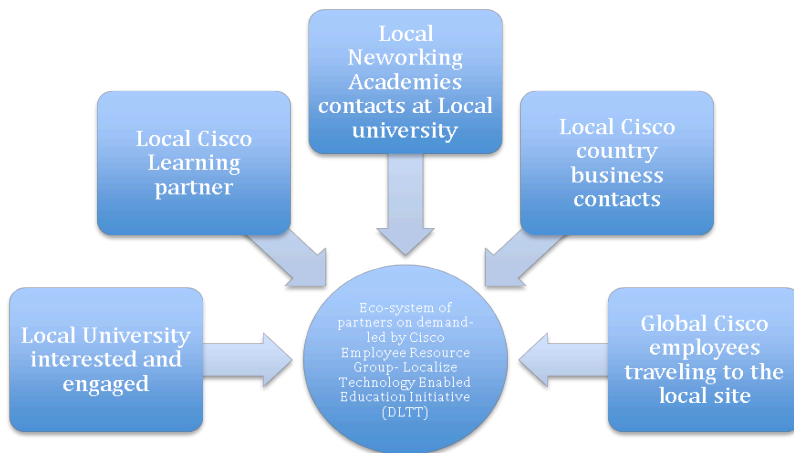 Local
Neworking
Academies
contacts at Local
university
Local Cisco
Learning
partner
Local Cisco
country
business
contacts
Local University
interested and
engaged
Eco-system of
partners on demand-
led by Cisco
Employee Resource
Group- Localize
Technology Enabled
Education Initiative
(DLTT)
Global Cisco
employees
traveling to the
local site